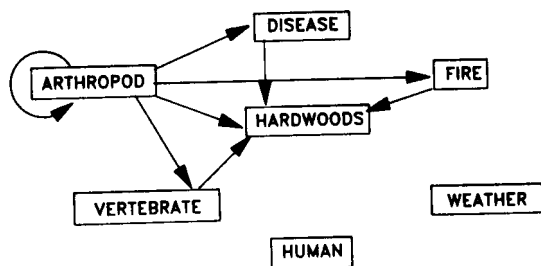 DISEASE
ARTHROPOD
FIRE
HARDWOODS
VERTEBRATE
WEATHER
HUMAN